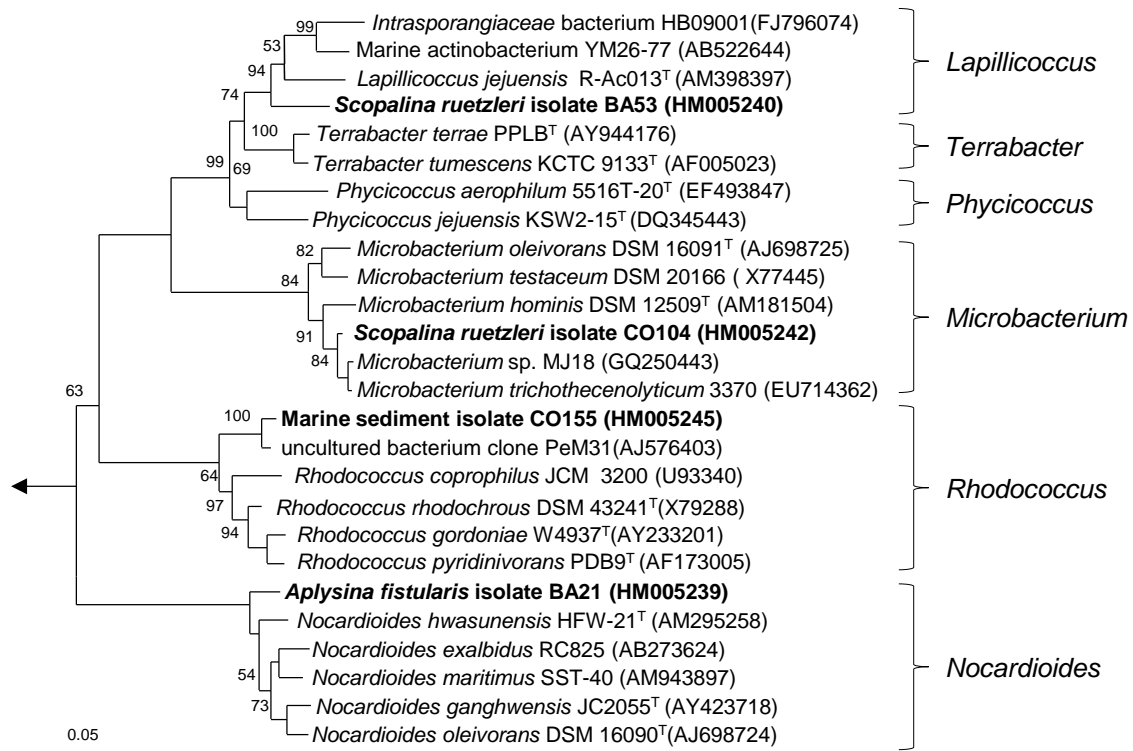 99 Intrasporangiaceae bacterium HB09001(FJ796074)
53 Marine actinobacterium YM26-77 (AB522644)
94 Lapillicoccus jejuensis R-Ac013ᵀ(AM398397)
Lapillicoccus
74 Scopalina ruetzleri isolate BA53 (HM005240)
100 Terrabacter terrae PPLBᵀ (AY944176)
Terrabacter
99 69 Terrabacter tumescens KCTC 9133ᵀ (AF005023)
Phycicoccus aerophilum 5516T-20ᵀ (EF493847)
Phycicoccus
Phycicoccus jejuensis KSW2-15ᵀ(DQ345443)
82 Microbacterium oleivorans DSM 16091ᵀ (AJ698725)
84 Microbacterium testaceum DSM 20166 ( X77445)
Microbacterium hominis DSM 12509ᵀ (AM181504)
Microbacterium
91 Scopalina ruetzleri isolate CO104 (HM005242)
84 Microbacterium sp. MJ18 (GQ250443)
63 Microbacterium trichothecenolyticum 3370 (EU714362)
100 Marine sediment isolate CO155 (HM005245)
uncultured bacterium clone PeM31(AJ576403)
64 Rhodococcus coprophilus JCM 3200 (U93340)
Rhodococcus
97 Rhodococcus rhodochrous DSM 43241ᵀ(X79288)
94 Rhodococcus gordoniae W4937ᵀ(AY233201)
Rhodococcus pyridinivorans PDB9ᵀ (AF173005)
Aplysina fistularis isolate BA21 (HM005239)
Nocardioides hwasunensis HFW-21ᵀ (AM295258)
Nocardioides exalbidus RC825 (AB273624)
Nocardioides
54 Nocardioides maritimus SST-40 (AM943897)
73 Nocardioides ganghwensis JC2055ᵀ (AY423718)
Nocardioides oleivorans DSM 16090ᵀ(AJ698724)
0.05